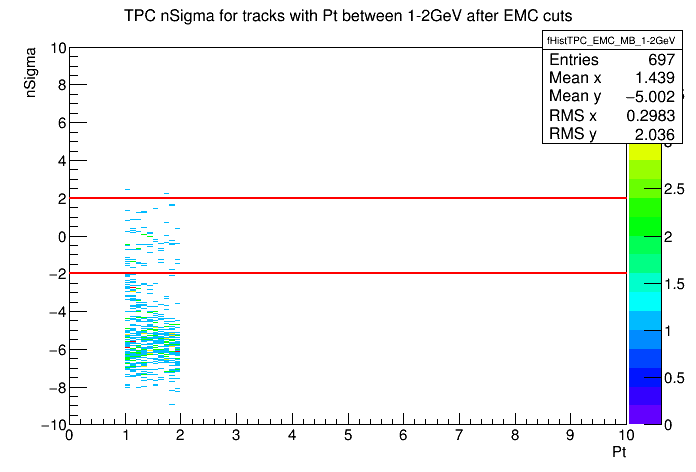 TPC nSigma for tracks with Pt between 1-2GeV after EMC cuts
fHistTPC_EMC_MB_1-2GeV
Entries 697
Mean x 1.439
Mean y −5.002
RMS x 0.2983
RMS y 2.036
nSigma
10
8
6
4
2
0
−2
−4
−6
−8
−10
0 1 2 3 4 5 6 7 8 9 10
Pt
2.5
2
1.5
1
0.5
0